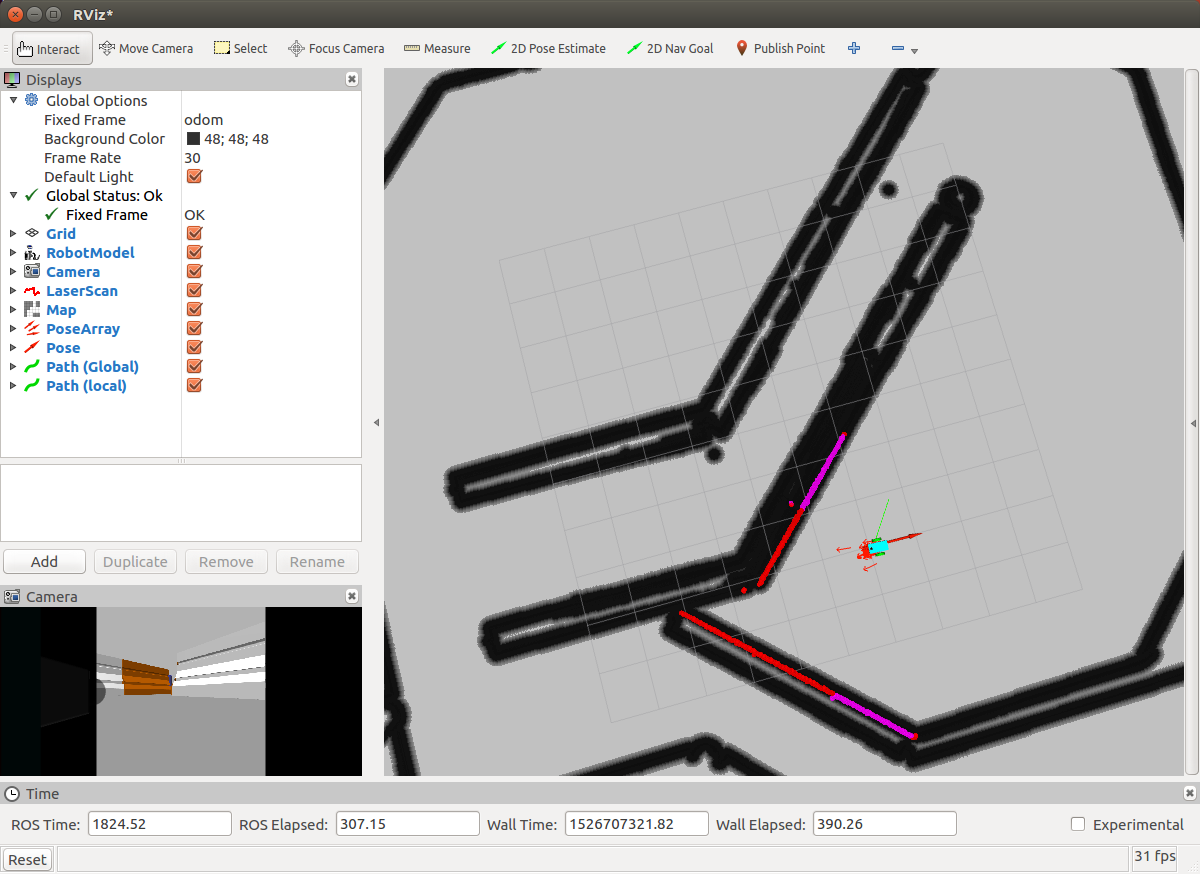 RViz*
Interact Move Camera Select Focus Camera Measure 2D Pose Estimate 2D Nav Goal Publish Point
Displays
Global Options
Fixed Frame odom
Background Color 48; 48; 48
Frame Rate 30
Default Light
Global Status: Ok
Fixed Frame OK
Grid
RobotModel
Camera
LaserScan
Map
PoseArray
Pose
Path (Global)
Path (local)
Add Duplicate Remove Rename
Camera
Time
ROS Time: 1824.52 ROS Elapsed: 307.15 Wall Time: 1526707321.82 Wall Elapsed: 390.26 Experimental
Reset 31 fps